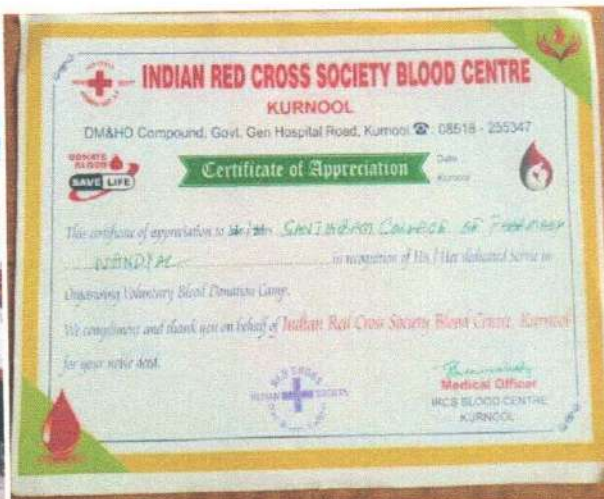 INDIAN RED CROSS SOCIETY BLOOD CENTRE
KURNOOL
DM&HO Compound, Govt. Gen Hospital Road, Kurnool ☎ 08518 - 255347
DONATE BLOOD
SAVE LIFE
Certificate of Appreciation
Date
Kurnool
This certificate of appreciation to SANTHIRAM COLLEGE OF PHARMACY
NANDYAL in recognition of His / Her dedicated Service in
Organising Voluntary Blood Donation Camp.
We compliment and thank you on behalf of Indian Red Cross Society Blood Centre, Kurnool
for your noble deed.
RED CROSS
INDIAN SOCIETY
Medical Officer
IRCS BLOOD CENTRE
KURNOOL